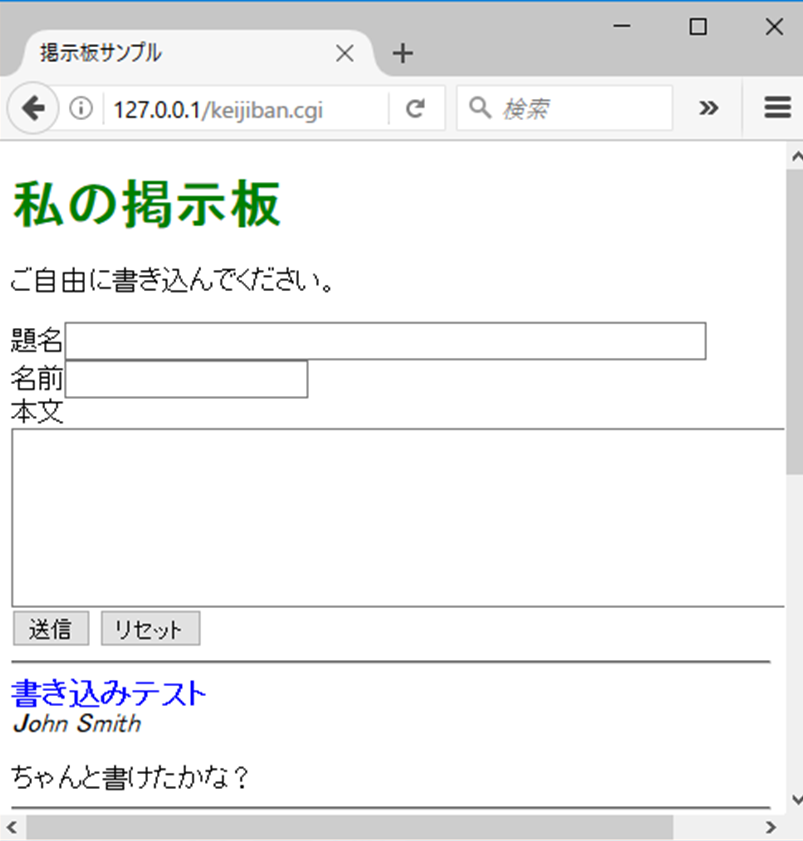 掲示板サンプル
127.0.0.1/keijiban.cgi
検索
私の掲示板
ご自由に書き込んでください。
題名
名前
本文
送信 リセット
書き込みテスト
John Smith
ちゃんと書けたかな？